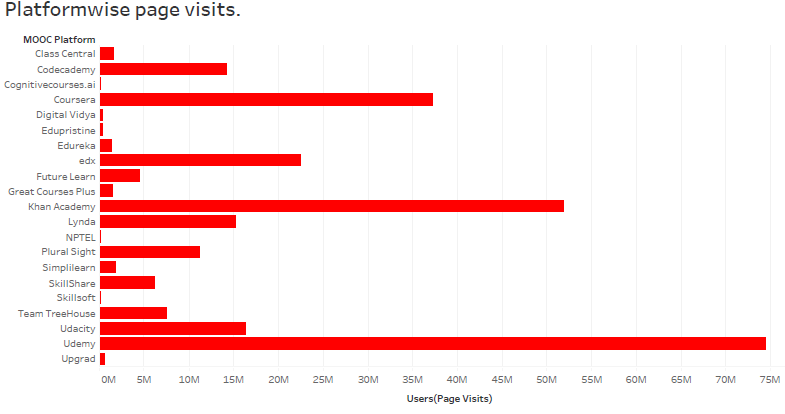 Platformwise page visits.
MOOC Platform
Class Central
Codecademy
Cognitivecourses.ai
Coursera
Digital Vidya
Edupristine
Edureka
edx
Future Learn
Great Courses Plus
Khan Academy
Lynda
NPTEL
Plural Sight
Simplilearn
SkillShare
Skillsoft
Team TreeHouse
Udacity
Udemy
Upgrad
0M 5M 10M 15M 20M 25M 30M 35M 40M 45M 50M 55M 60M 65M 70M 75M
Users(Page Visits)